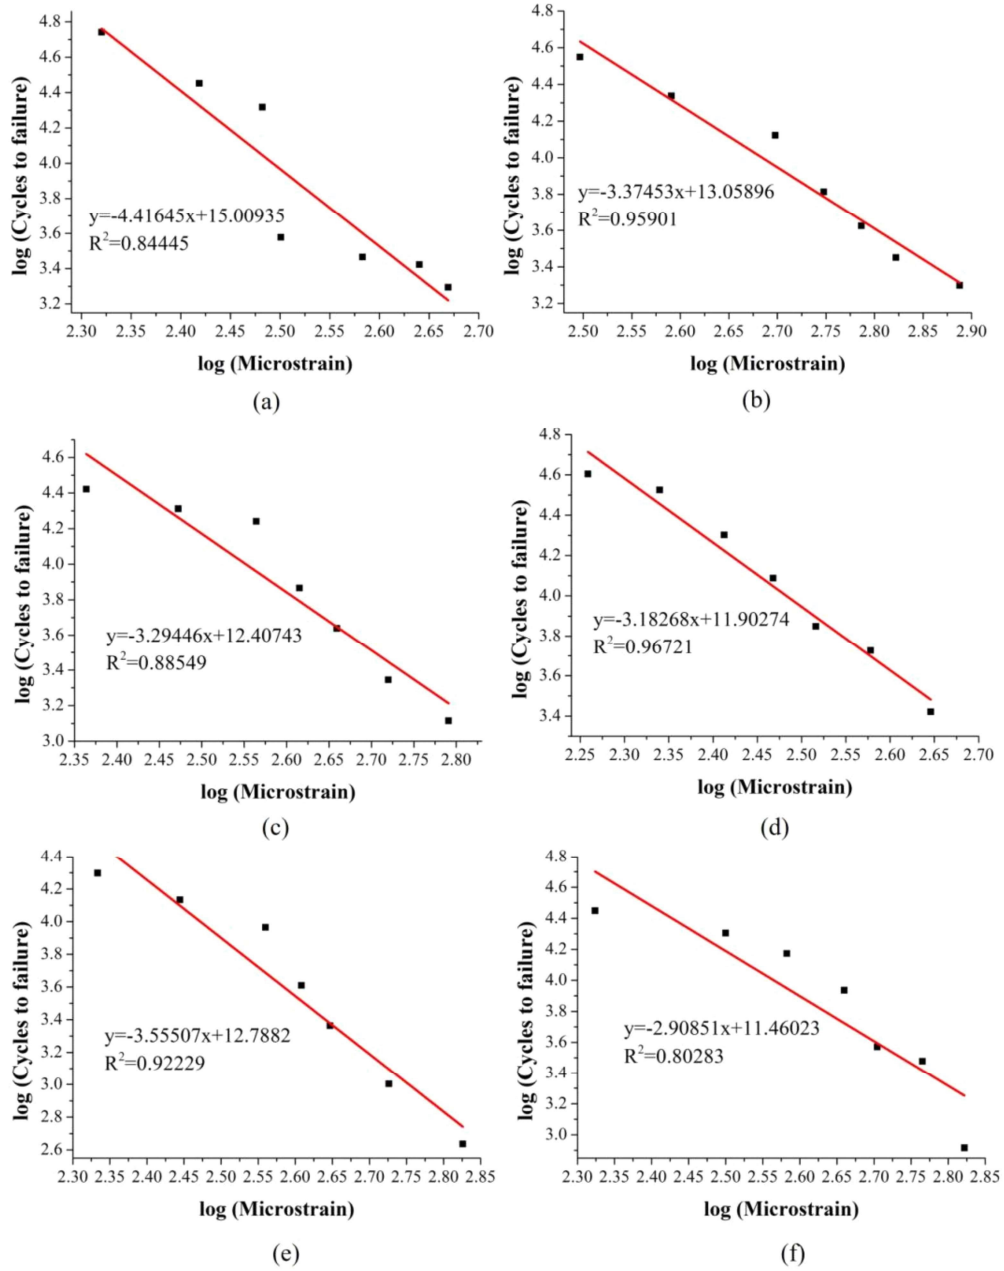 log (Cycles to failure)
4.8
4.6
4.4
4.2
4.0
3.8
3.6
3.4
3.2
y=-4.41645x+15.00935
R²=0.84445
2.30 2.35 2.40 2.45 2.50 2.55 2.60 2.65 2.70
log (Microstrain)
(a)
log (Cycles to failure)
4.8
4.6
4.4
4.2
4.0
3.8
3.6
3.4
3.2
y=-3.37453x+13.05896
R²=0.95901
2.50 2.55 2.60 2.65 2.70 2.75 2.80 2.85 2.90
log (Microstrain)
(b)
log (Cycles to failure)
4.6
4.4
4.2
4.0
3.8
3.6
3.4
3.2
3.0
y=-3.29446x+12.40743
R²=0.88549
2.35 2.40 2.45 2.50 2.55 2.60 2.65 2.70 2.75 2.80
log (Microstrain)
(c)
log (Cycles to failure)
4.8
4.6
4.4
4.2
4.0
3.8
3.6
3.4
y=-3.18268x+11.90274
R²=0.96721
2.25 2.30 2.35 2.40 2.45 2.50 2.55 2.60 2.65 2.70
log (Microstrain)
(d)
log (Cycles to failure)
4.4
4.2
4.0
3.8
3.6
3.4
3.2
3.0
2.8
2.6
y=-3.55507x+12.7882
R²=0.92229
2.30 2.35 2.40 2.45 2.50 2.55 2.60 2.65 2.70 2.75 2.80 2.85
log (Microstrain)
(e)
log (Cycles to failure)
4.8
4.6
4.4
4.2
4.0
3.8
3.6
3.4
3.2
3.0
y=-2.90851x+11.46023
R²=0.80283
2.30 2.35 2.40 2.45 2.50 2.55 2.60 2.65 2.70 2.75 2.80 2.85
log (Microstrain)
(f)